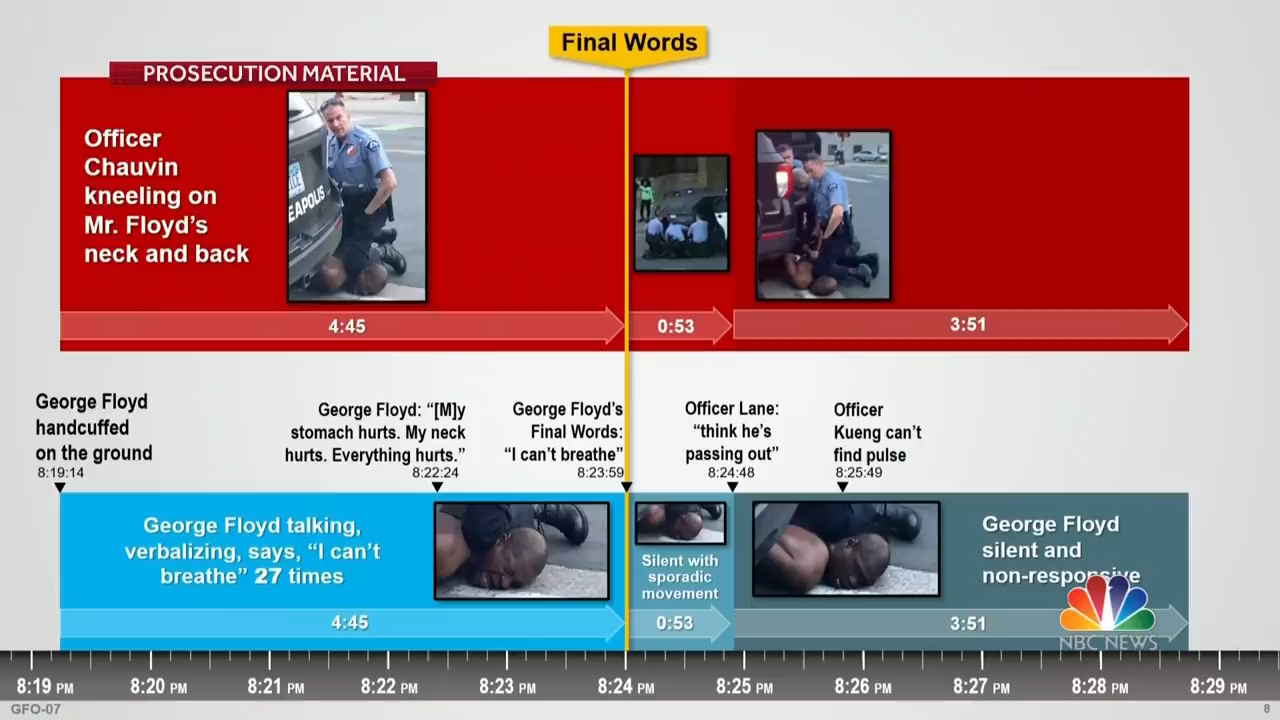 Final Words
PROSECUTION MATERIAL
Officer
Chauvin
kneeling on
Mr. Floyd's
neck and back
EAPOLIS
4:45
0:53
3:51
George Floyd
handcuffed
on the ground
8:19:14
George Floyd: "[M]y
stomach hurts. My neck
hurts. Everything hurts."
8:22:24
George Floyd's
Final Words:
"I can't breathe"
8:23:59
Officer Lane:
"think he's
passing out"
8:24:48
Officer
Kueng can't
find pulse
8:25:49
George Floyd talking,
verbalizing, says, "I can't
breathe" 27 times
Silent with
sporadic
movement
George Floyd
silent and
non-responsive
4:45
0:53
3:51
NBC NEWS
8:19 PM
8:20 PM
8:21 PM
8:22 PM
8:23 PM
8:24 PM
8:25 PM
8:26 PM
8:27 PM
8:28 PM
8:29 PM
GFO-07
8